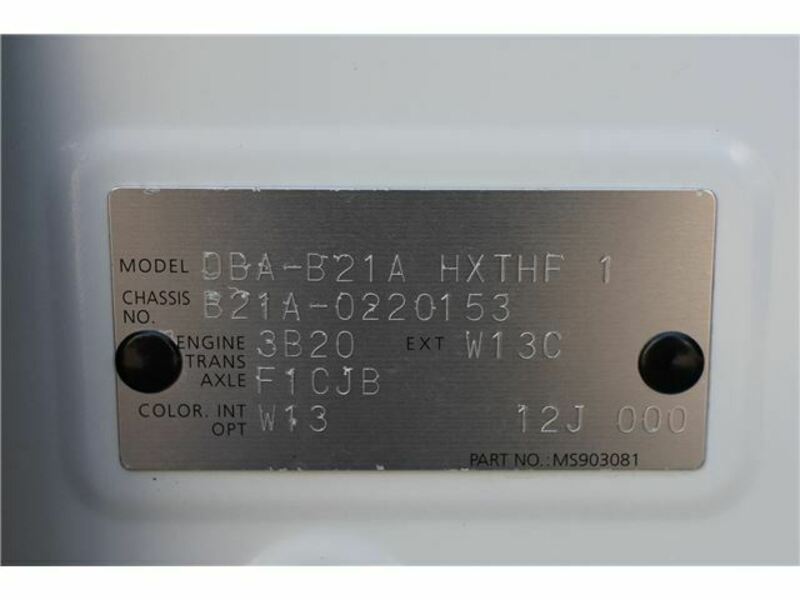 MODEL DBA-B21A HXTHF 1
CHASSIS NO. B21A-0220153
ENGINE 3B20 EXT W13C
TRANS AXLE F1CJB
COLOR. INT W13 12J 000
OPT
PART NO.:MS903081